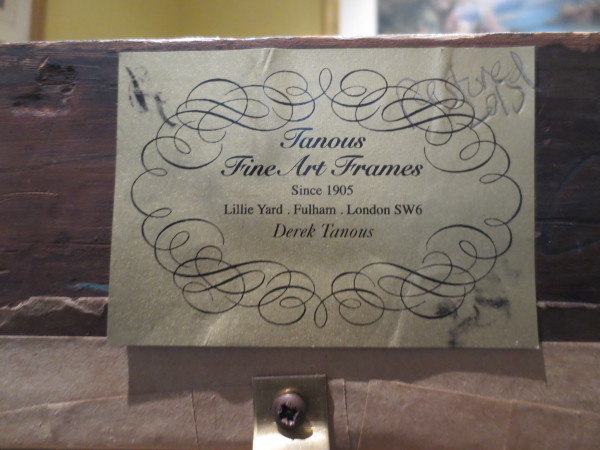 Tanous
Fine Art Frames
Since 1905
Lillie Yard . Fulham . London SW6
Derek Tanous